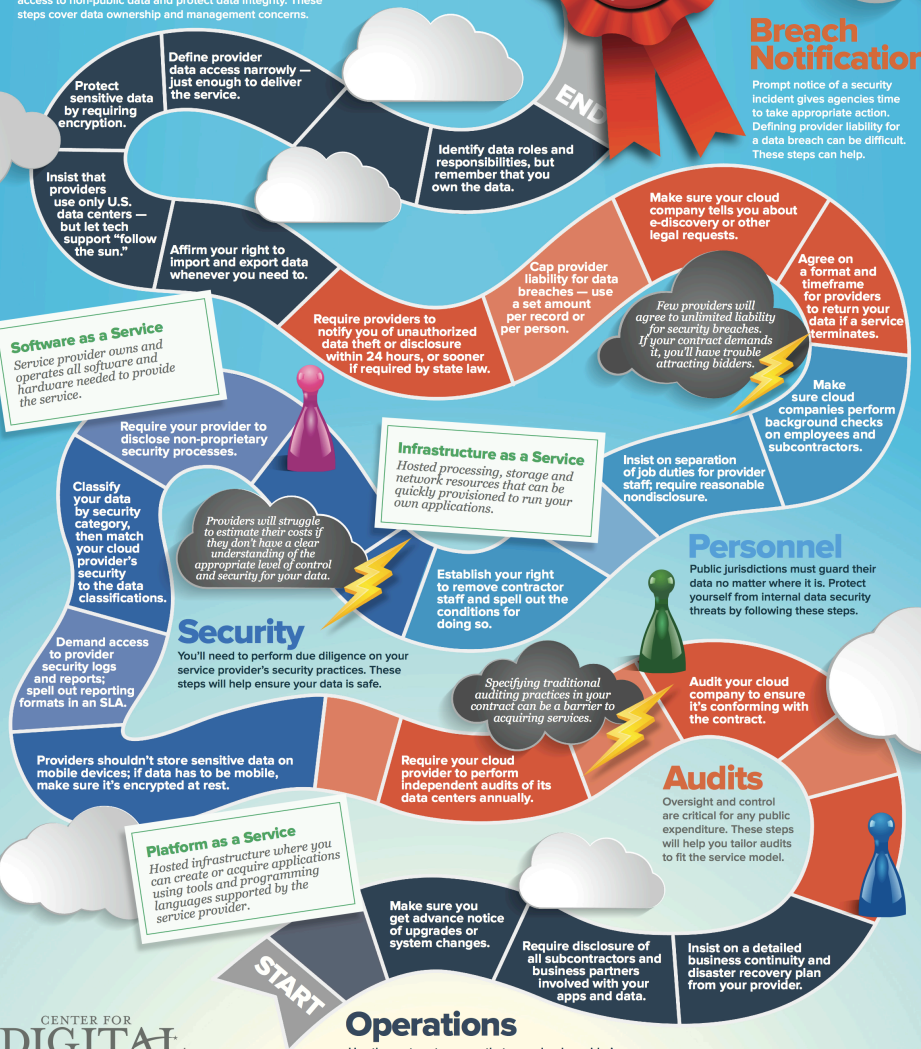 access to non-public data and protect data integrity. These
steps cover data ownership and management concerns.
Breach
Notification
Prompt notice of a security
incident gives agencies time
to take appropriate action.
Defining provider liability for
a data breach can be difficult.
These steps can help.
END
Protect
sensitive data
by requiring
encryption.
Define provider
data access narrowly —
just enough to deliver
the service.
Identify data roles and
responsibilities, but
remember that you
own the data.
Insist that
providers
use only U.S.
data centers —
but let tech
support “follow
the sun.”
Affirm your right to
import and export data
whenever you need to.
Require providers to
notify you of unauthorized
data theft or disclosure
within 24 hours, or sooner
if required by state law.
Cap provider
liability for data
breaches — use
a set amount
per record or
per person.
Make sure your cloud
company tells you about
e-discovery or other
legal requests.
Agree on
a format and
timeframe
for providers
to return your
data if a service
terminates.
Few providers will
agree to unlimited liability
for security breaches.
If your contract demands
it, you’ll have trouble
attracting bidders.
Software as a Service
Service provider owns and
operates all software and
hardware needed to provide
the service.
Make
sure cloud
companies perform
background checks
on employees and
subcontractors.
Require your provider to
disclose non-proprietary
security processes.
Infrastructure as a Service
Hosted processing, storage and
network resources that can be
quickly provisioned to run your
own applications.
Insist on separation
of job duties for provider
staff; require reasonable
nondisclosure.
Classify
your data
by security
category,
then match
your cloud
provider’s
security
to the data
classifications.
Providers will struggle
to estimate their costs if
they don’t have a clear
understanding of the
appropriate level of control
and security for your data.
Establish your right
to remove contractor
staff and spell out the
conditions for
doing so.
Personnel
Public jurisdictions must guard their
data no matter where it is. Protect
yourself from internal data security
threats by following these steps.
Security
You’ll need to perform due diligence on your
service provider’s security practices. These
steps will help ensure your data is safe.
Demand access
to provider
security logs
and reports;
spell out reporting
formats in an SLA.
Specifying traditional
auditing practices in your
contract can be a barrier to
acquiring services.
Audit your cloud
company to ensure
it’s conforming with
the contract.
Providers shouldn’t store sensitive data on
mobile devices; if data has to be mobile,
make sure it’s encrypted at rest.
Require your cloud
provider to perform
independent audits of its
data centers annually.
Audits
Oversight and control
are critical for any public
expenditure. These steps
will help you tailor audits
to fit the service model.
Platform as a Service
Hosted infrastructure where you
can create or acquire applications
using tools and programming
languages supported by the
service provider.
Make sure you
get advance notice
of upgrades or
system changes.
Require disclosure of
all subcontractors and
business partners
involved with your
apps and data.
Insist on a detailed
business continuity and
disaster recovery plan
from your provider.
START
Operations
CENTER FOR
DIGITAL